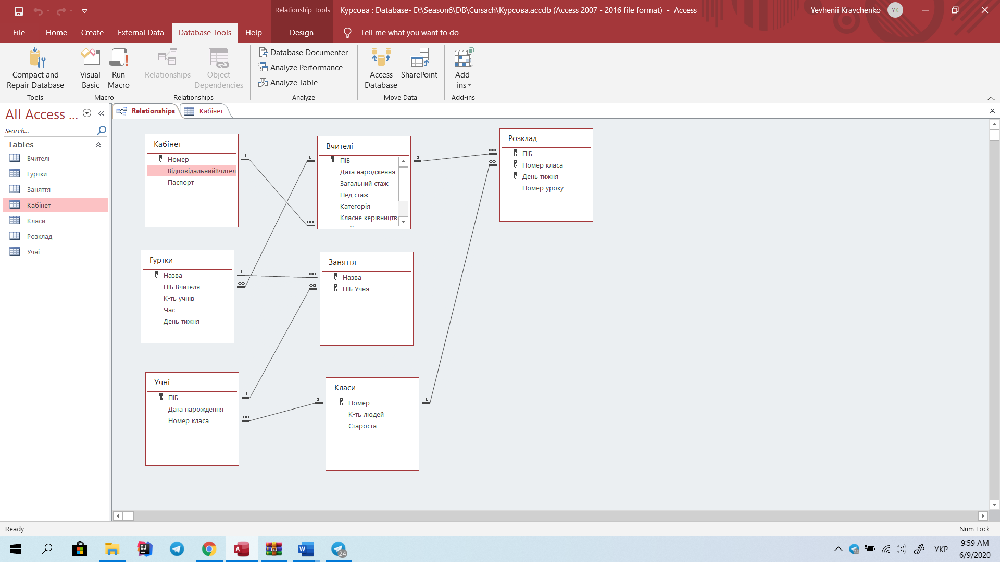 Relationship Tools
Курсова : Database- D:\Season6\DB\Cursach\Курсова.accdb (Access 2007 - 2016 file format)  -  Access
Yevhenii Kravchenko
YK
File
Home
Create
External Data
Database Tools
Help
Design
Tell me what you want to do
Compact and
Repair Database
Tools
Visual
Basic
Run
Macro
Macro
Relationships
Object
Dependencies
Relationships
Database Documenter
Analyze Performance
Analyze Table
Analyze
Access
Database
SharePoint
Move Data
Add-
ins
Add-ins
All Access ...
Search...
Tables
Вчителі
Гуртки
Заняття
Кабінет
Класи
Розклад
Учні
Relationships
Кабінет
Кабінет
Номер
ВідповідальнийВчител
Паспорт
1
∞
Вчителі
ПІБ
Дата народження
Загальний стаж
Пед стаж
Категорія
Класне керівництв
1
1
∞
∞
Розклад
ПІБ
Номер класа
День тижня
Номер уроку
Гуртки
Назва
ПІБ Вчителя
К-ть учнів
Час
День тижня
1
∞
∞
∞
Заняття
Назва
ПІБ Учня
Учні
ПІБ
Дата нарождення
Номер класа
1
∞
1
Класи
Номер
К-ть людей
Староста
1
Ready
Num Lock
24
24
УКР
9:59 AM
6/9/2020